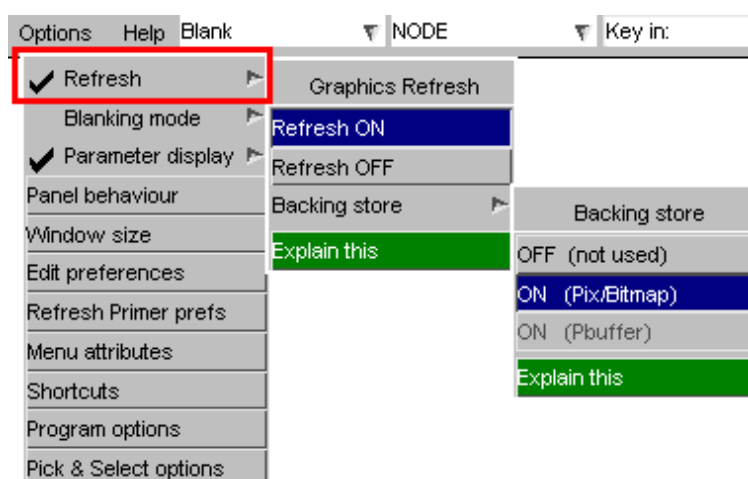 Options Help Blank NODE Key in:
Refresh
Blanking mode
Parameter display
Panel behaviour
Window size
Edit preferences
Refresh Primer prefs
Menu attributes
Shortcuts
Program options
Pick & Select options
Graphics Refresh
Refresh ON
Refresh OFF
Backing store
Explain this
Backing store
OFF (not used)
ON (Pix/Bitmap)
ON (Pbuffer)
Explain this